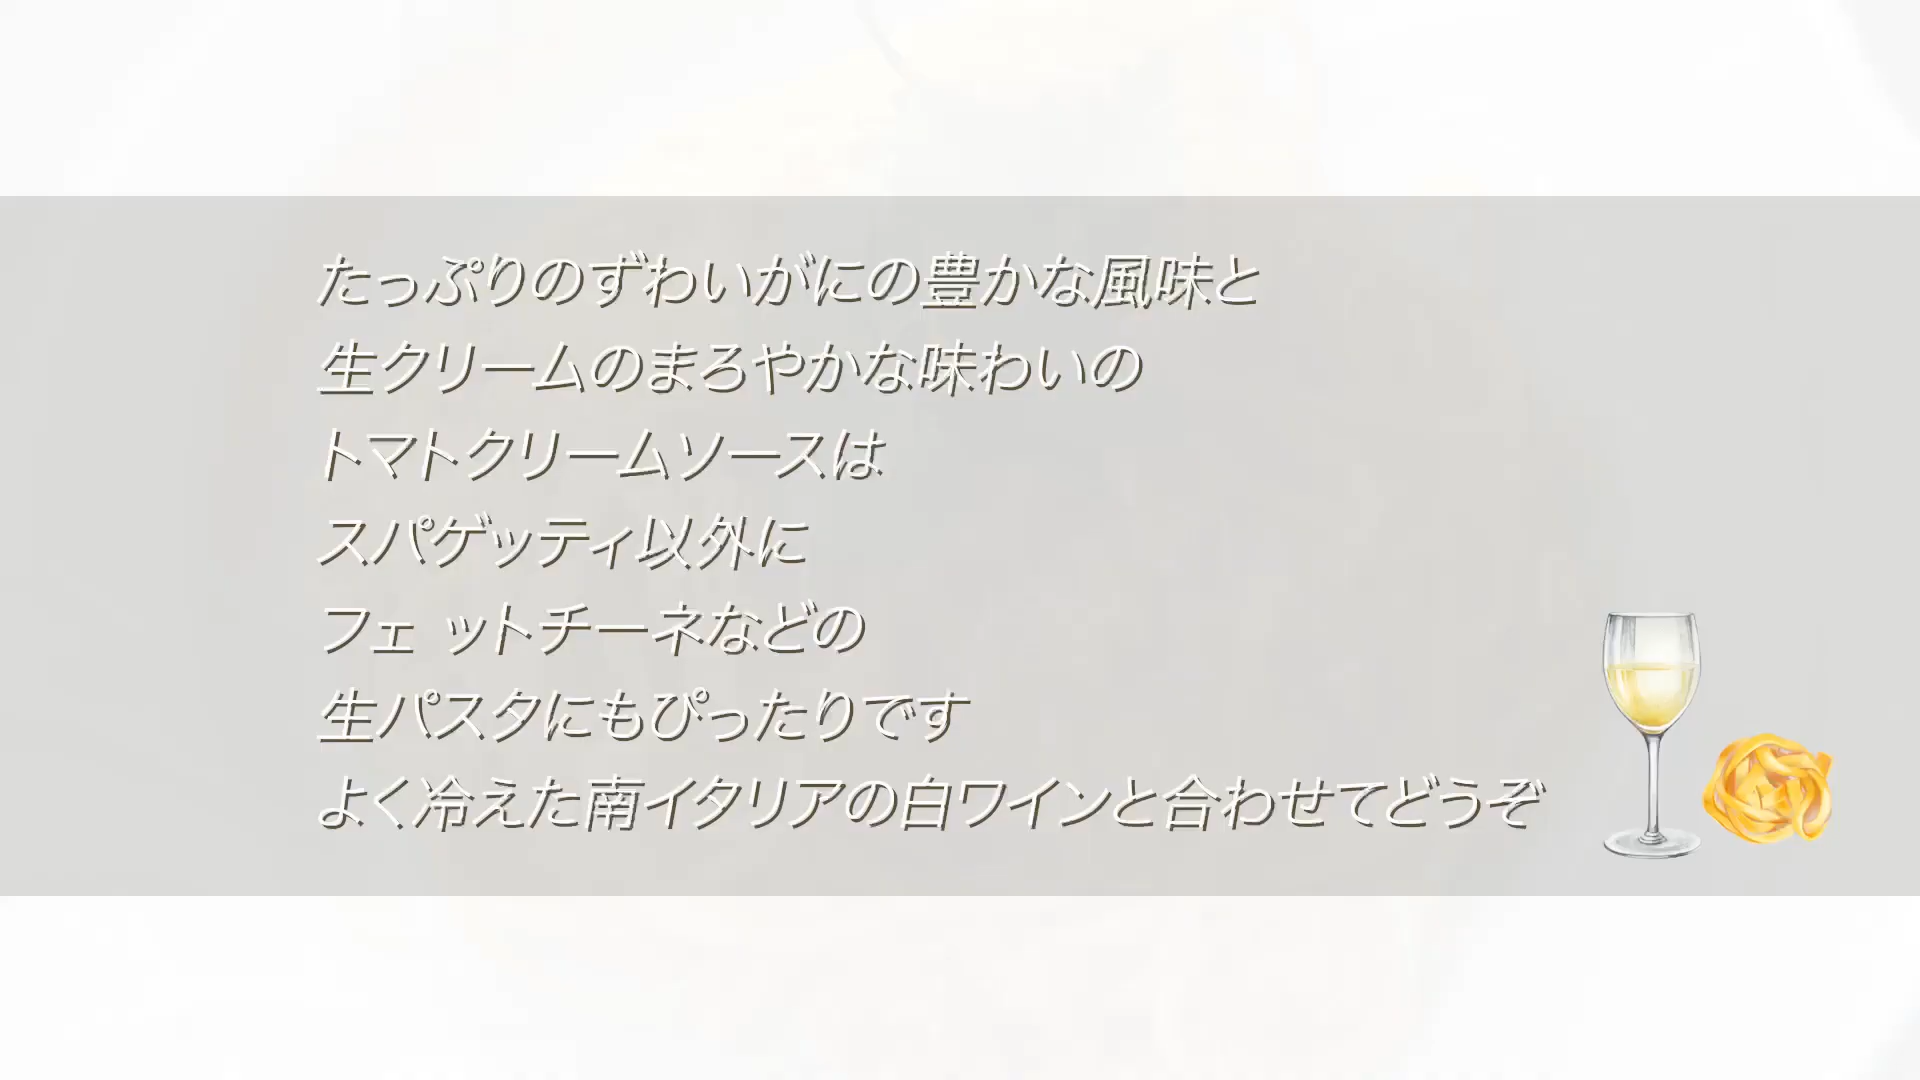 たっぷりのずわいがにの豊かな風味と
生クリームのまろやかな味わいの
トマトクリームソースは
スパゲッティ以外に
フェ ットチーネなどの
生パスタにもぴったりです
よく冷えた南イタリアの白ワインと合わせてどうぞ